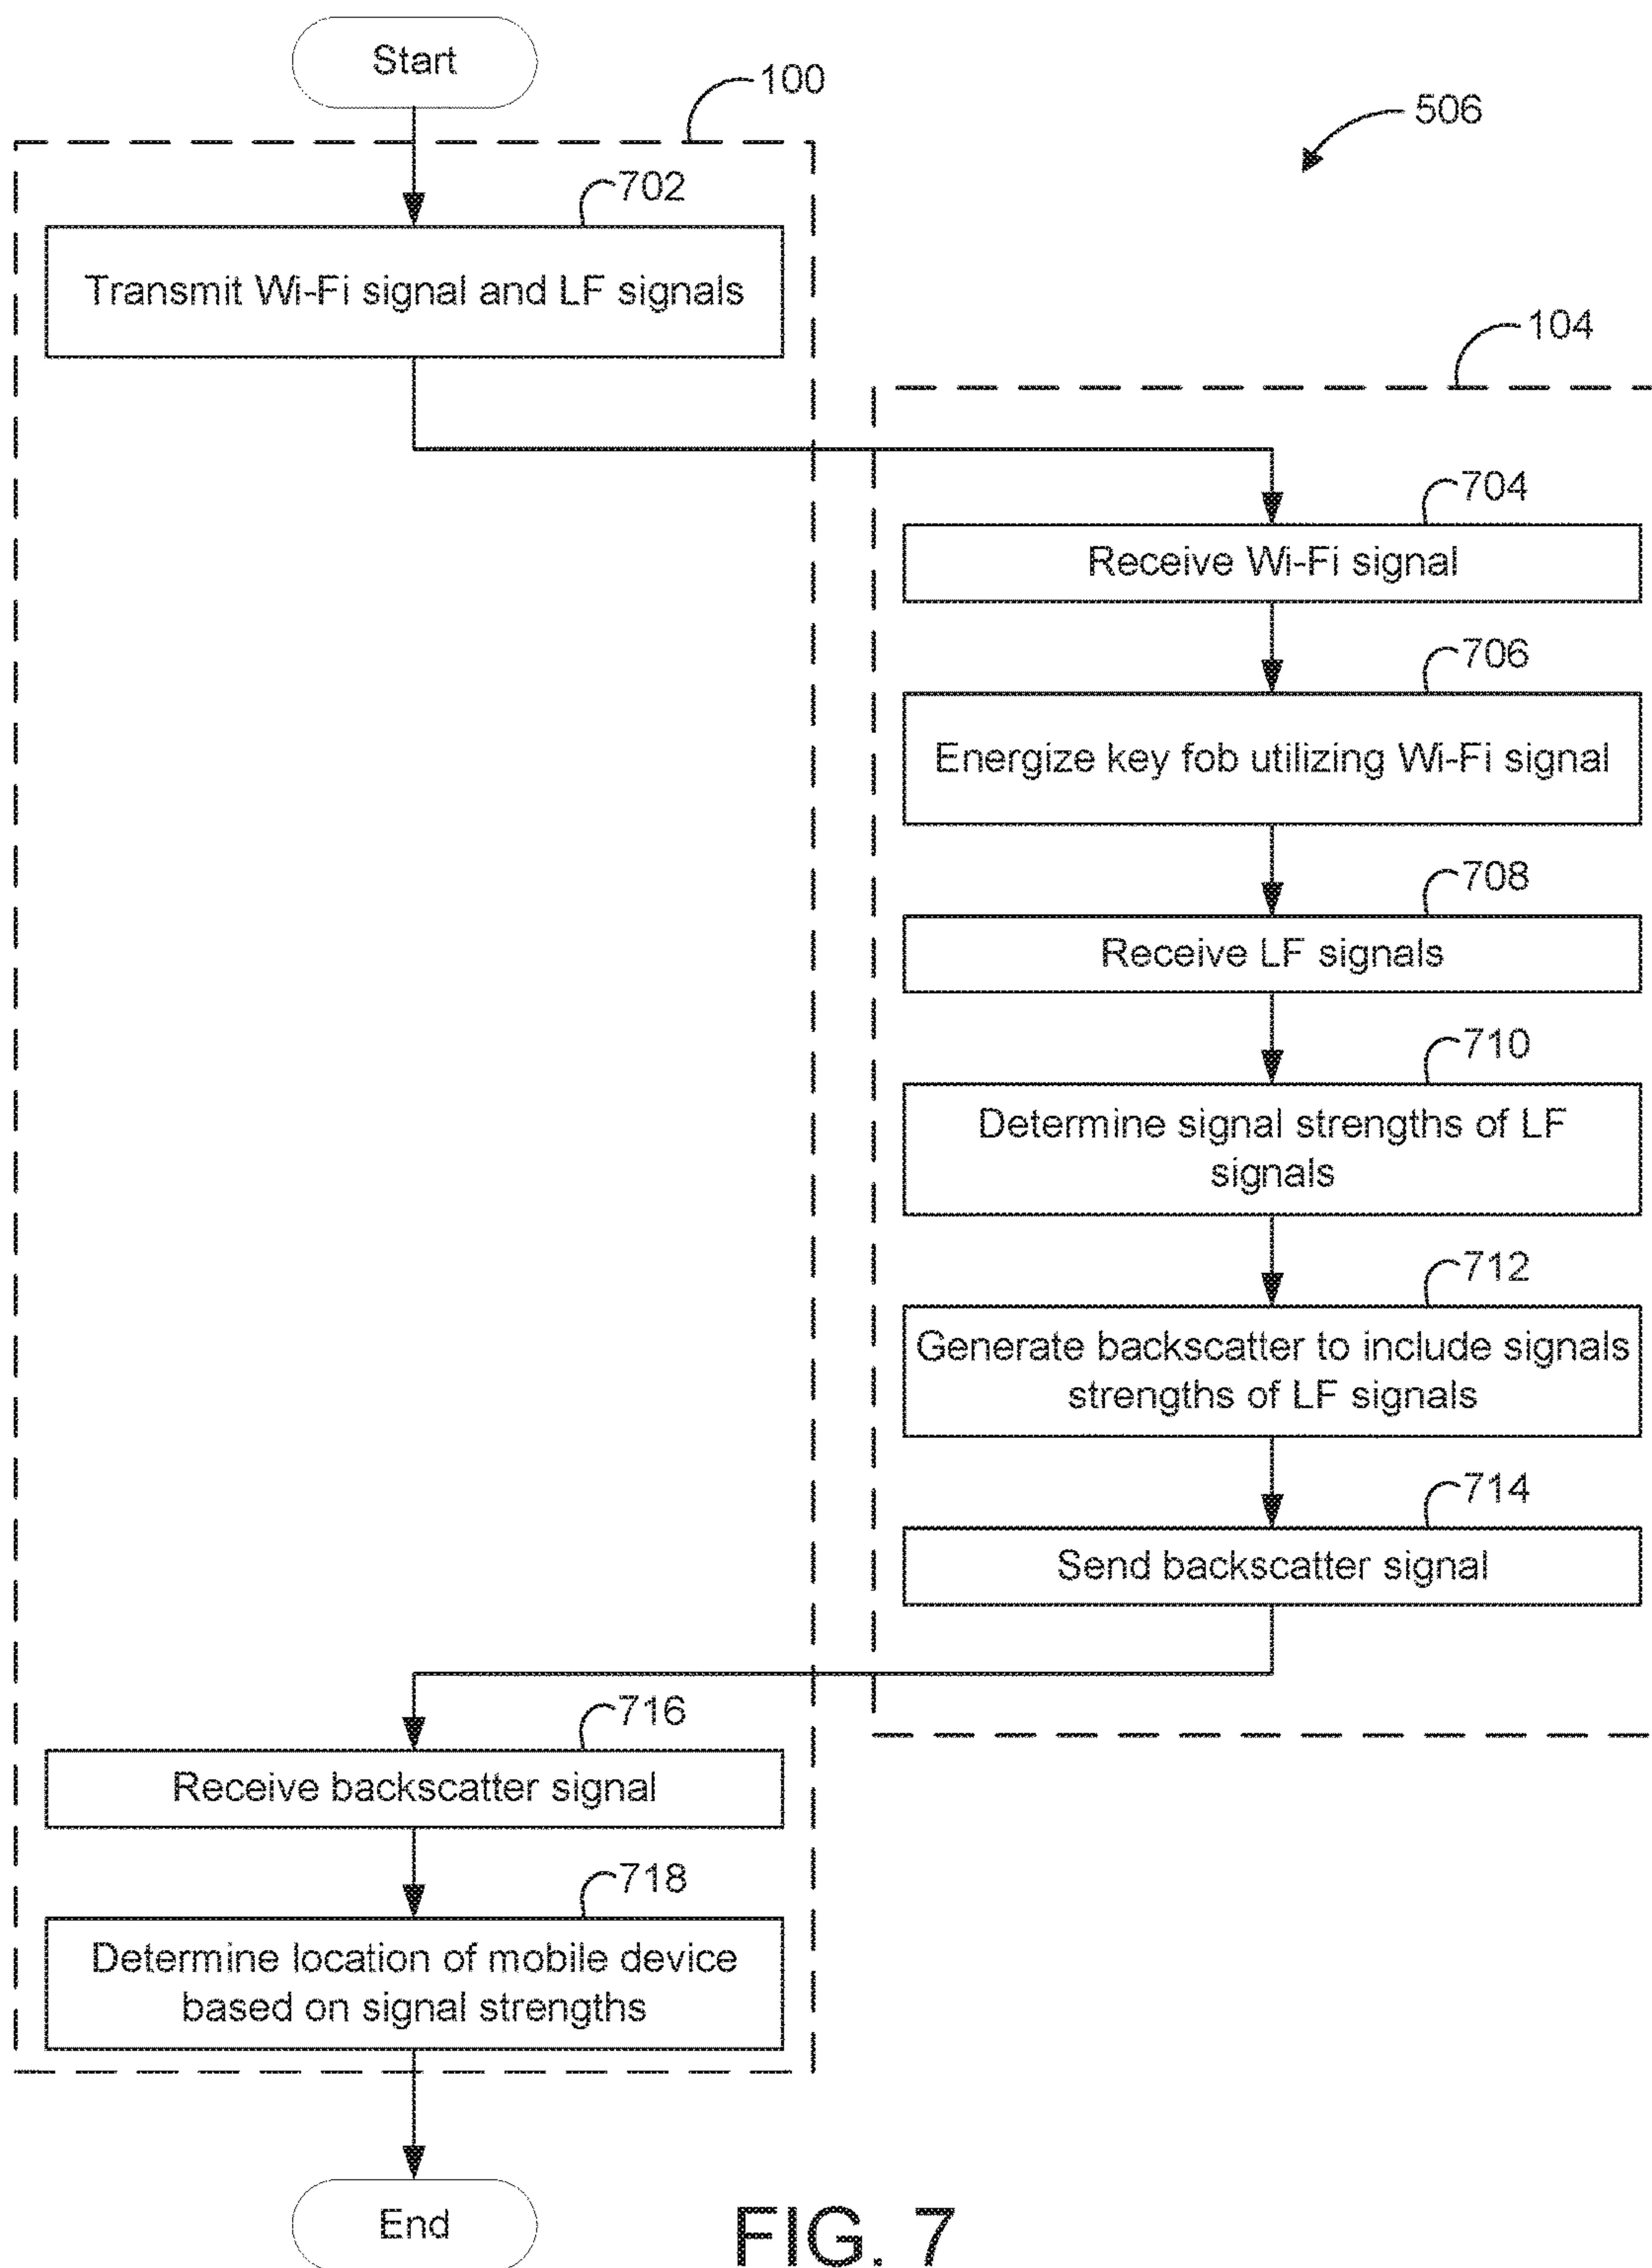 Start
100
506
702
Transmit Wi-Fi signal and LF signals
104
704
Receive Wi-Fi signal
706
Energize key fob utilizing Wi-Fi signal
708
Receive LF signals
710
Determine signal strengths of LF
signals
712
Generate backscatter to include signals
strengths of LF signals
714
Send backscatter signal
716
Receive backscatter signal
718
Determine location of mobile device
based on signal strengths
End
FIG. 7